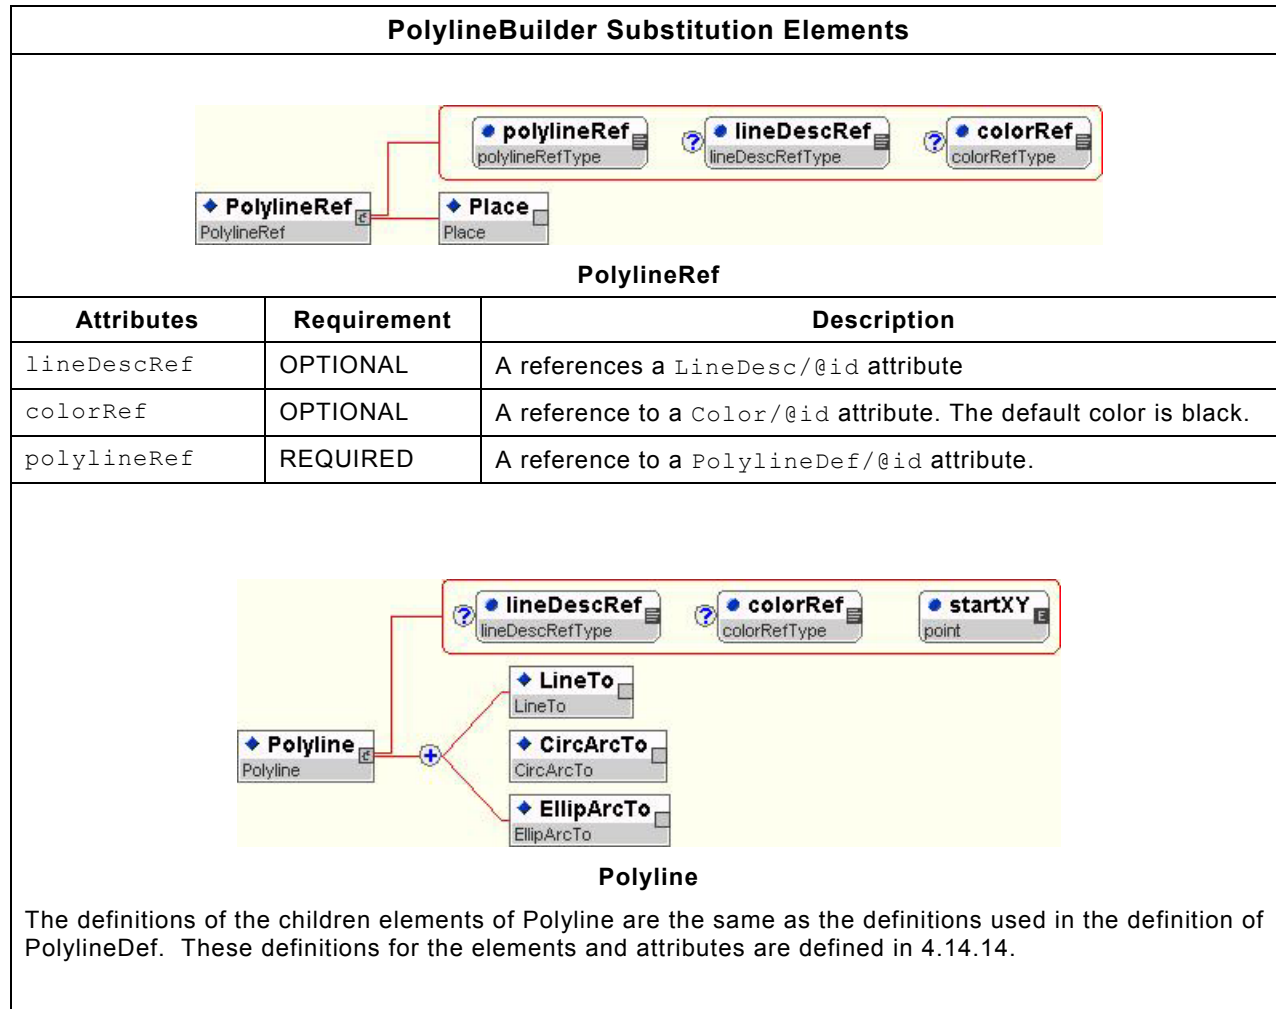 PolylineBuilder Substitution Elements
polylineRef
polylineRefType
? lineDescRef
lineDescRefType
? colorRef
colorRefType
PolylineRef
PolylineRef
Place
Place
PolylineRef
Attributes Requirement Description
lineDescRef OPTIONAL A references a LineDesc/@id attribute
colorRef OPTIONAL A reference to a Color/@id attribute. The default color is black.
polylineRef REQUIRED A reference to a PolylineDef/@id attribute.
? lineDescRef
lineDescRefType
? colorRef
colorRefType
startXY E
point
LineTo
LineTo
Polyline
Polyline
+
CircArcTo
CircArcTo
EllipArcTo
EllipArcTo
Polyline
The definitions of the children elements of Polyline are the same as the definitions used in the definition of
PolylineDef. These definitions for the elements and attributes are defined in 4.14.14.